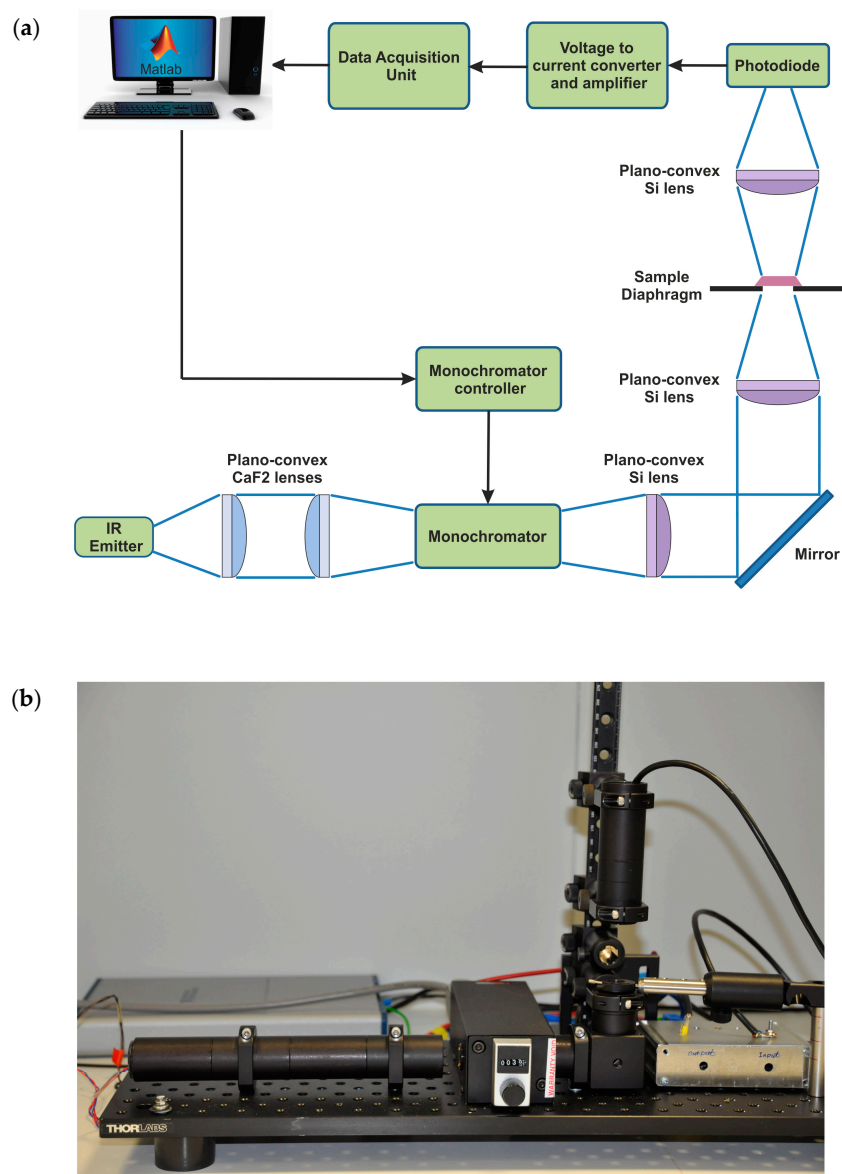 (a)
Matlab
Data Acquisition
Unit
Voltage to
current converter
and amplifier
Photodiode
Plano-convex
Si lens
Sample
Diaphragm
Plano-convex
Si lens
Monochromator
controller
Plano-convex
CaF2 lenses
Plano-convex
Si lens
IR
Emitter
Monochromator
Mirror
(b)
WARRANTY VOID
output
Input
THORLABS